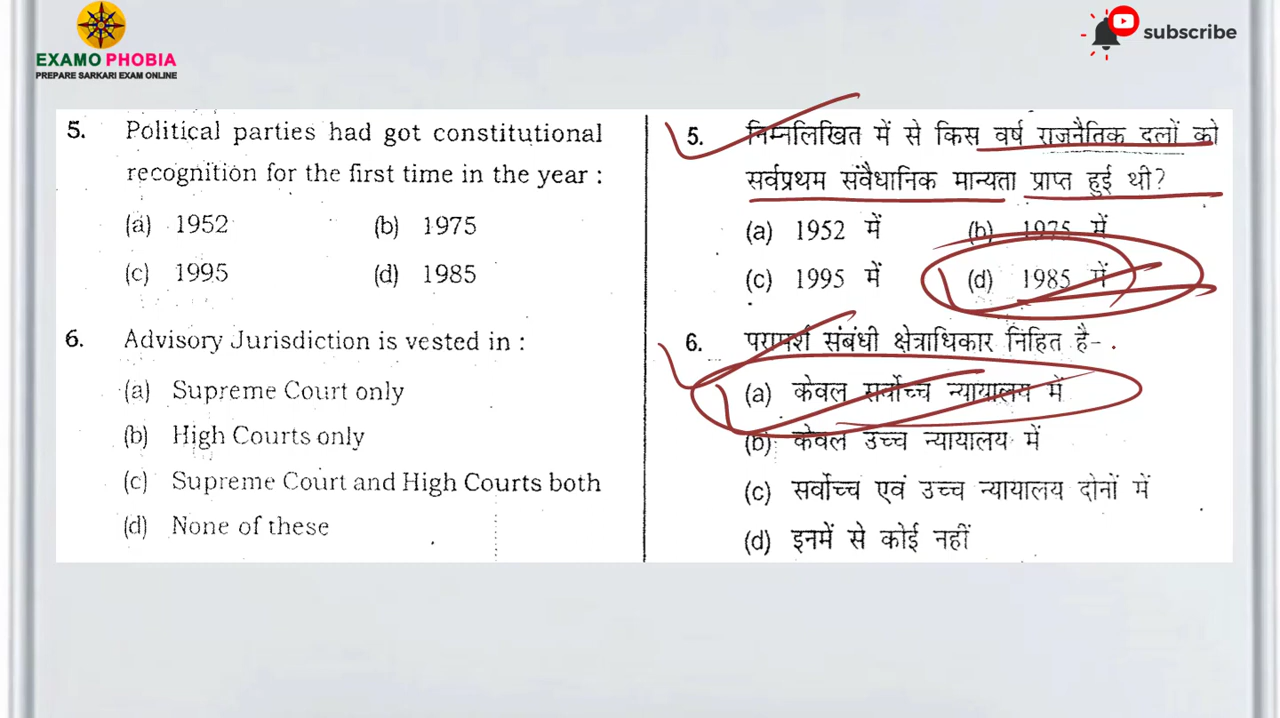 EXAMO PHOBIA
PREPARE SARKARI EXAM ONLINE
subscribe
5. Political parties had got constitutional
recognition for the first time in the year :
(a) 1952 (b) 1975
(c) 1995 (d) 1985
6. Advisory Jurisdiction is vested in :
(a) Supreme Court only
(b) High Courts only
(c) Supreme Court and High Courts both
(d) None of these
5. निम्नलिखित में से किस वर्ष राजनैतिक दलों को
सर्वप्रथम संवैधानिक मान्यता प्राप्त हुई थी?
(a) 1952 में (b) 1975 में
(c) 1995 में (d) 1985 में
6. परामर्श संबंधी क्षेत्राधिकार निहित है-
(a) केवल सर्वोच्च न्यायालय में
(b) केवल उच्च न्यायालय में
(c) सर्वोच्च एवं उच्च न्यायालय दोनों में
(d) इनमें से कोई नहीं